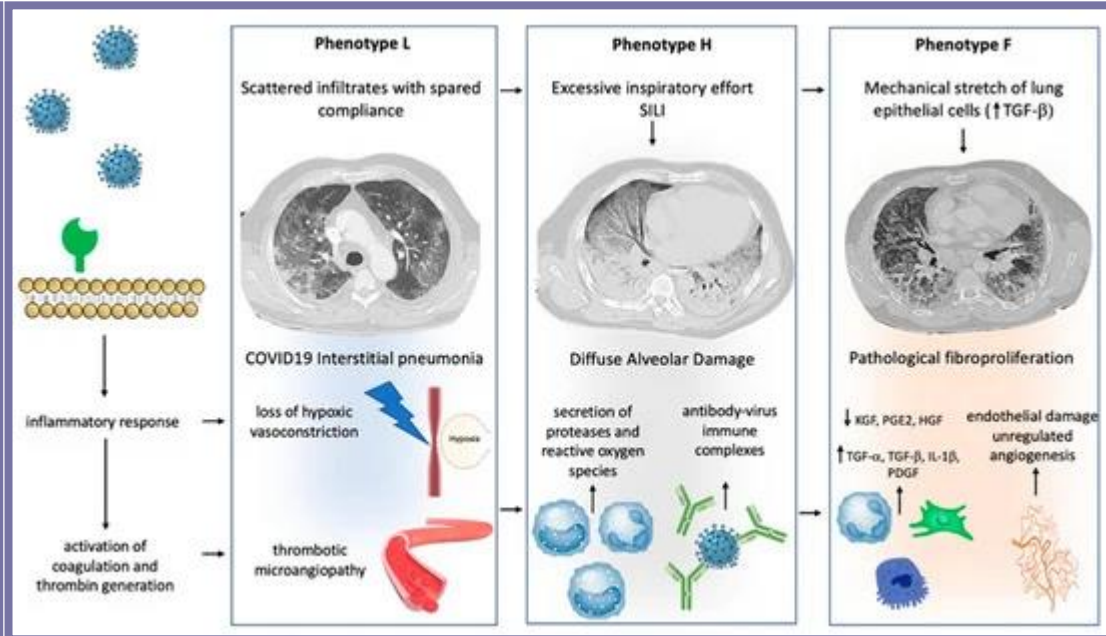 inflammatory response
activation of
coagulation and
thrombin generation
Phenotype L
Scattered infiltrates with spared
compliance
COVID19 Interstitial pneumonia
loss of hypoxic
vasoconstriction
Hypoxia
thrombotic
microangiopathy
Phenotype H
Excessive inspiratory effort
SILI
Diffuse Alveolar Damage
secretion of
proteases and
reactive oxygen
species
antibody-virus
immune
complexes
Phenotype F
Mechanical stretch of lung
epithelial cells (↑TGF-β)
Pathological fibroproliferation
↓ KGF, PGE2, HGF
↑TGF-α, TGF-β, IL-1β,
PDGF
endothelial damage
unregulated
angiogenesis